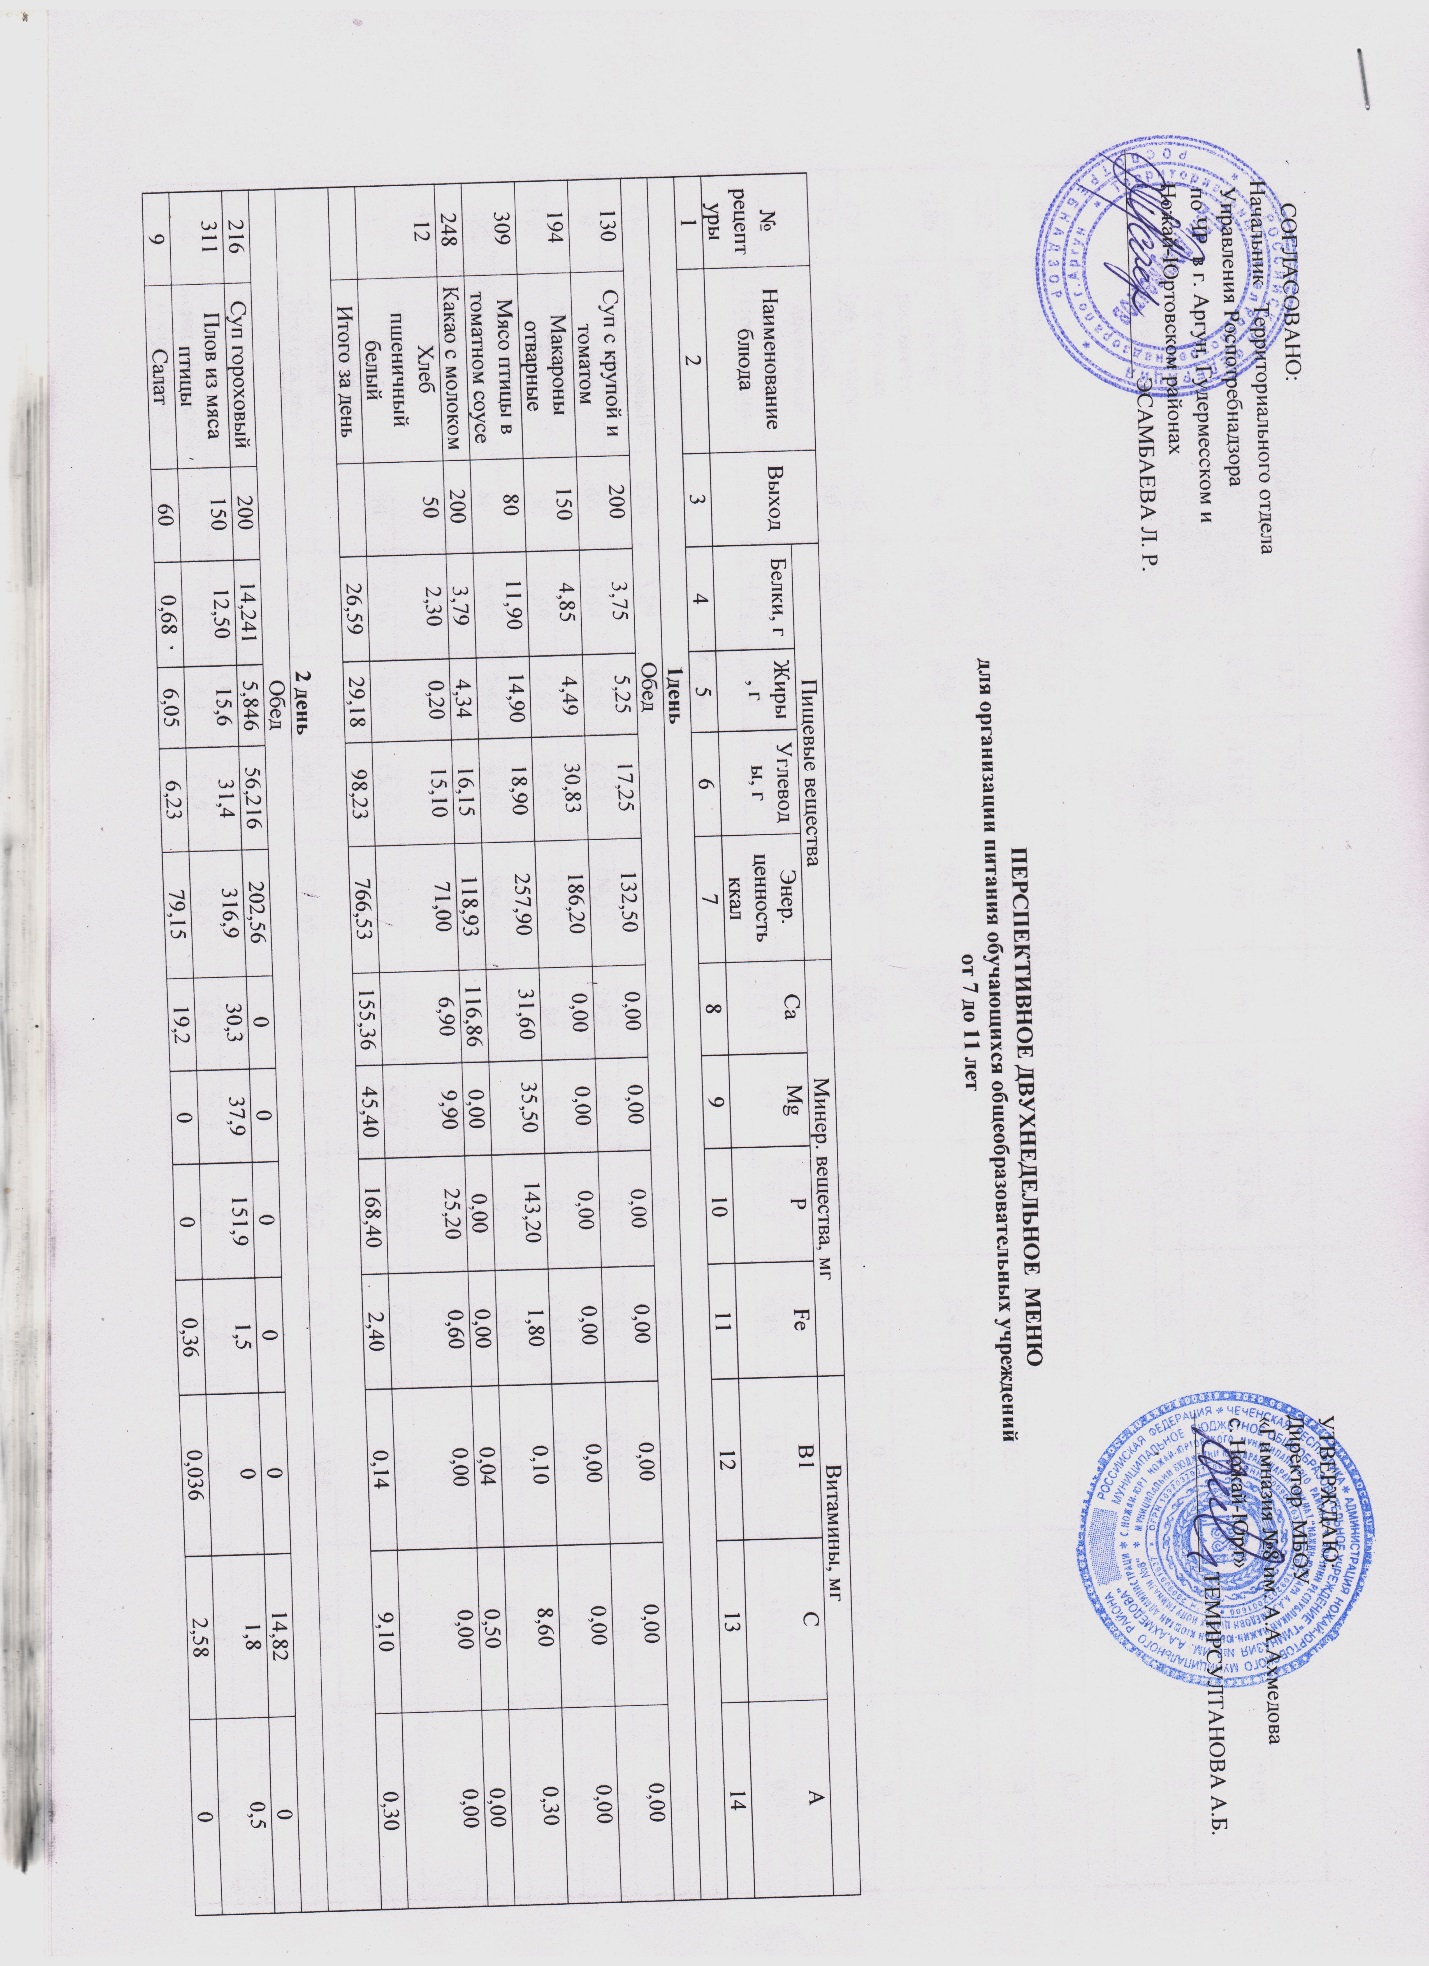 СОГЛАСОВАНО:
Начальник Территориального отдела
Управления Роспотребнадзора
по ЧР в г. Аргун, Гудермесском и
Ножай-Юртовском районах
ЭСАМБАЕВА Л. Р.
УТВЕРЖДАЮ
Директор МБОУ
«Гимназия №8 им. А.А.Ахмедова
с. Ножай-Юрт»
ТЕМИРСУЛТАНОВА А.Б.
ПЕРСПЕКТИВНОЕ ДВУХНЕДЕЛЬНОЕ МЕНЮ
для организации питания обучающихся общеобразовательных учреждений
от 7 до 11 лет
№ рецептуры Наименование блюда Выход Пищевые вещества Минер. вещества, мг Витамины, мг
Белки, г Жиры, г Углеводы, г Энер. ценность ккал Ca Mg P Fe B1 C A
1 2 3 4 5 6 7 8 9 10 11 12 13 14
1день
Обед
130 Суп с крупой и томатом 200 3,75 5,25 17,25 132,50 0,00 0,00 0,00 0,00 0,00 0,00 0,00
194 Макароны отварные 150 4,85 4,49 30,83 186,20 0,00 0,00 0,00 0,00 0,00 0,00 0,00
309 Мясо птицы в томатном соусе 80 11,90 14,90 18,90 257,90 31,60 35,50 143,20 1,80 0,10 8,60 0,30
248 Какао с молоком 200 3,79 4,34 16,15 118,93 116,86 0,00 0,00 0,00 0,04 0,50 0,00
12 Хлеб пшеничный белый 50 2,30 0,20 15,10 71,00 6,90 9,90 25,20 0,60 0,00 0,00 0,00
Итого за день 26,59 29,18 98,23 766,53 155,36 45,40 168,40 2,40 0,14 9,10 0,30
2 день
Обед
216 Суп гороховый 200 14,241 5,846 56,216 202,56 0 0 0 0 0 14,82 0
311 Плов из мяса птицы 150 12,50 15,6 31,4 316,9 30,3 37,9 151,9 1,5 0 1,8 0,5
9 Салат 60 0,68 6,05 6,23 79,15 19,2 0 0 0,36 0,036 2,58 0